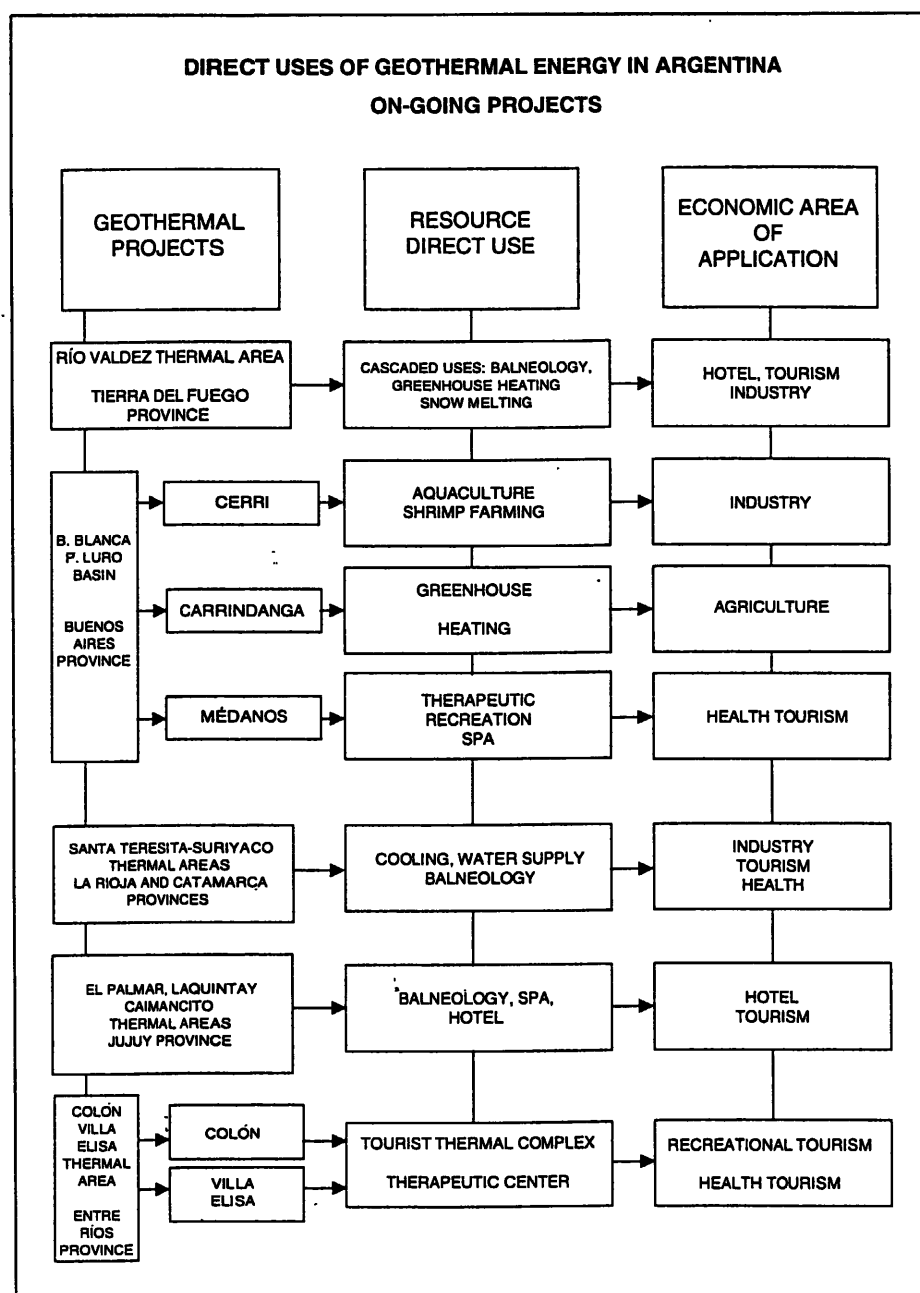 DIRECT USES OF GEOTHERMAL ENERGY IN ARGENTINA
ON-GOING PROJECTS
GEOTHERMAL
PROJECTS
RESOURCE
DIRECT USE
ECONOMIC AREA
OF
APPLICATION
RÍO VALDEZ THERMAL AREA
TIERRA DEL FUEGO
PROVINCE
CASCADED USES: BALNEOLOGY,
GREENHOUSE HEATING
SNOW MELTING
HOTEL, TOURISM
INDUSTRY
B. BLANCA
P. LURO
BASIN
BUENOS
AIRES
PROVINCE
CERRI
AQUACULTURE
SHRIMP FARMING
INDUSTRY
CARRINDANGA
GREENHOUSE
HEATING
AGRICULTURE
MÉDANOS
THERAPEUTIC
RECREATION
SPA
HEALTH TOURISM
SANTA TERESITA-SURIYACO
THERMAL AREAS
LA RIOJA AND CATAMARCA
PROVINCES
COOLING, WATER SUPPLY
BALNEOLOGY
INDUSTRY
TOURISM
HEALTH
EL PALMAR, LAQUINTAY
CAIMANCITO
THERMAL AREAS
JUJUY PROVINCE
BALNEOLOGY, SPA,
HOTEL
HOTEL
TOURISM
COLÓN
VILLA
ELISA
THERMAL
AREA
ENTRE
RÍOS
PROVINCE
COLÓN
VILLA
ELISA
TOURIST THERMAL COMPLEX
THERAPEUTIC CENTER
RECREATIONAL TOURISM
HEALTH TOURISM